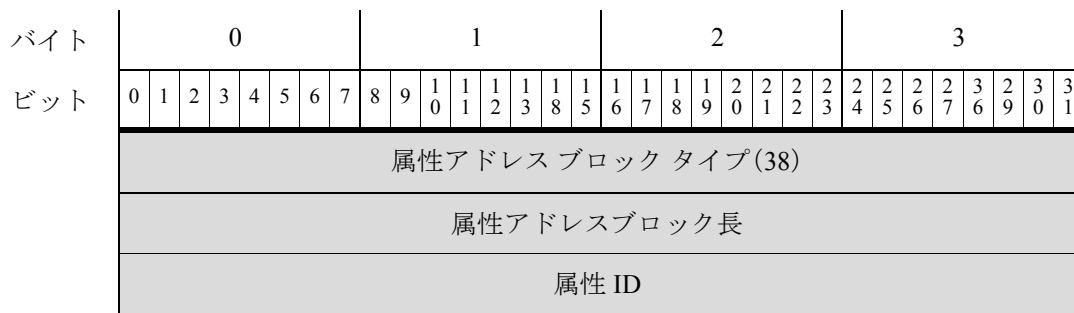 バイト 0 1 2 3
ビット 0 1 2 3 4 5 6 7 8 9 10 11 12 13 18 15 16 17 18 19 20 21 22 23 24 25 26 27 36 29 30 31
属性アドレス ブロック タイプ(38)
属性アドレスブロック長
属性 ID